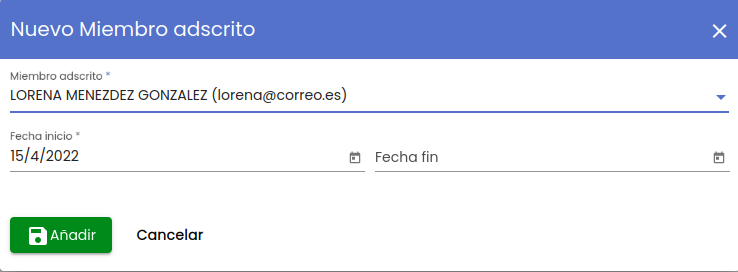 Nuevo Miembro adscrito
Miembro adscrito *
LORENA MENEZDEZ GONZALEZ (lorena@correo.es)
Fecha inicio *
15/4/2022
Fecha fin
Añadir
Cancelar